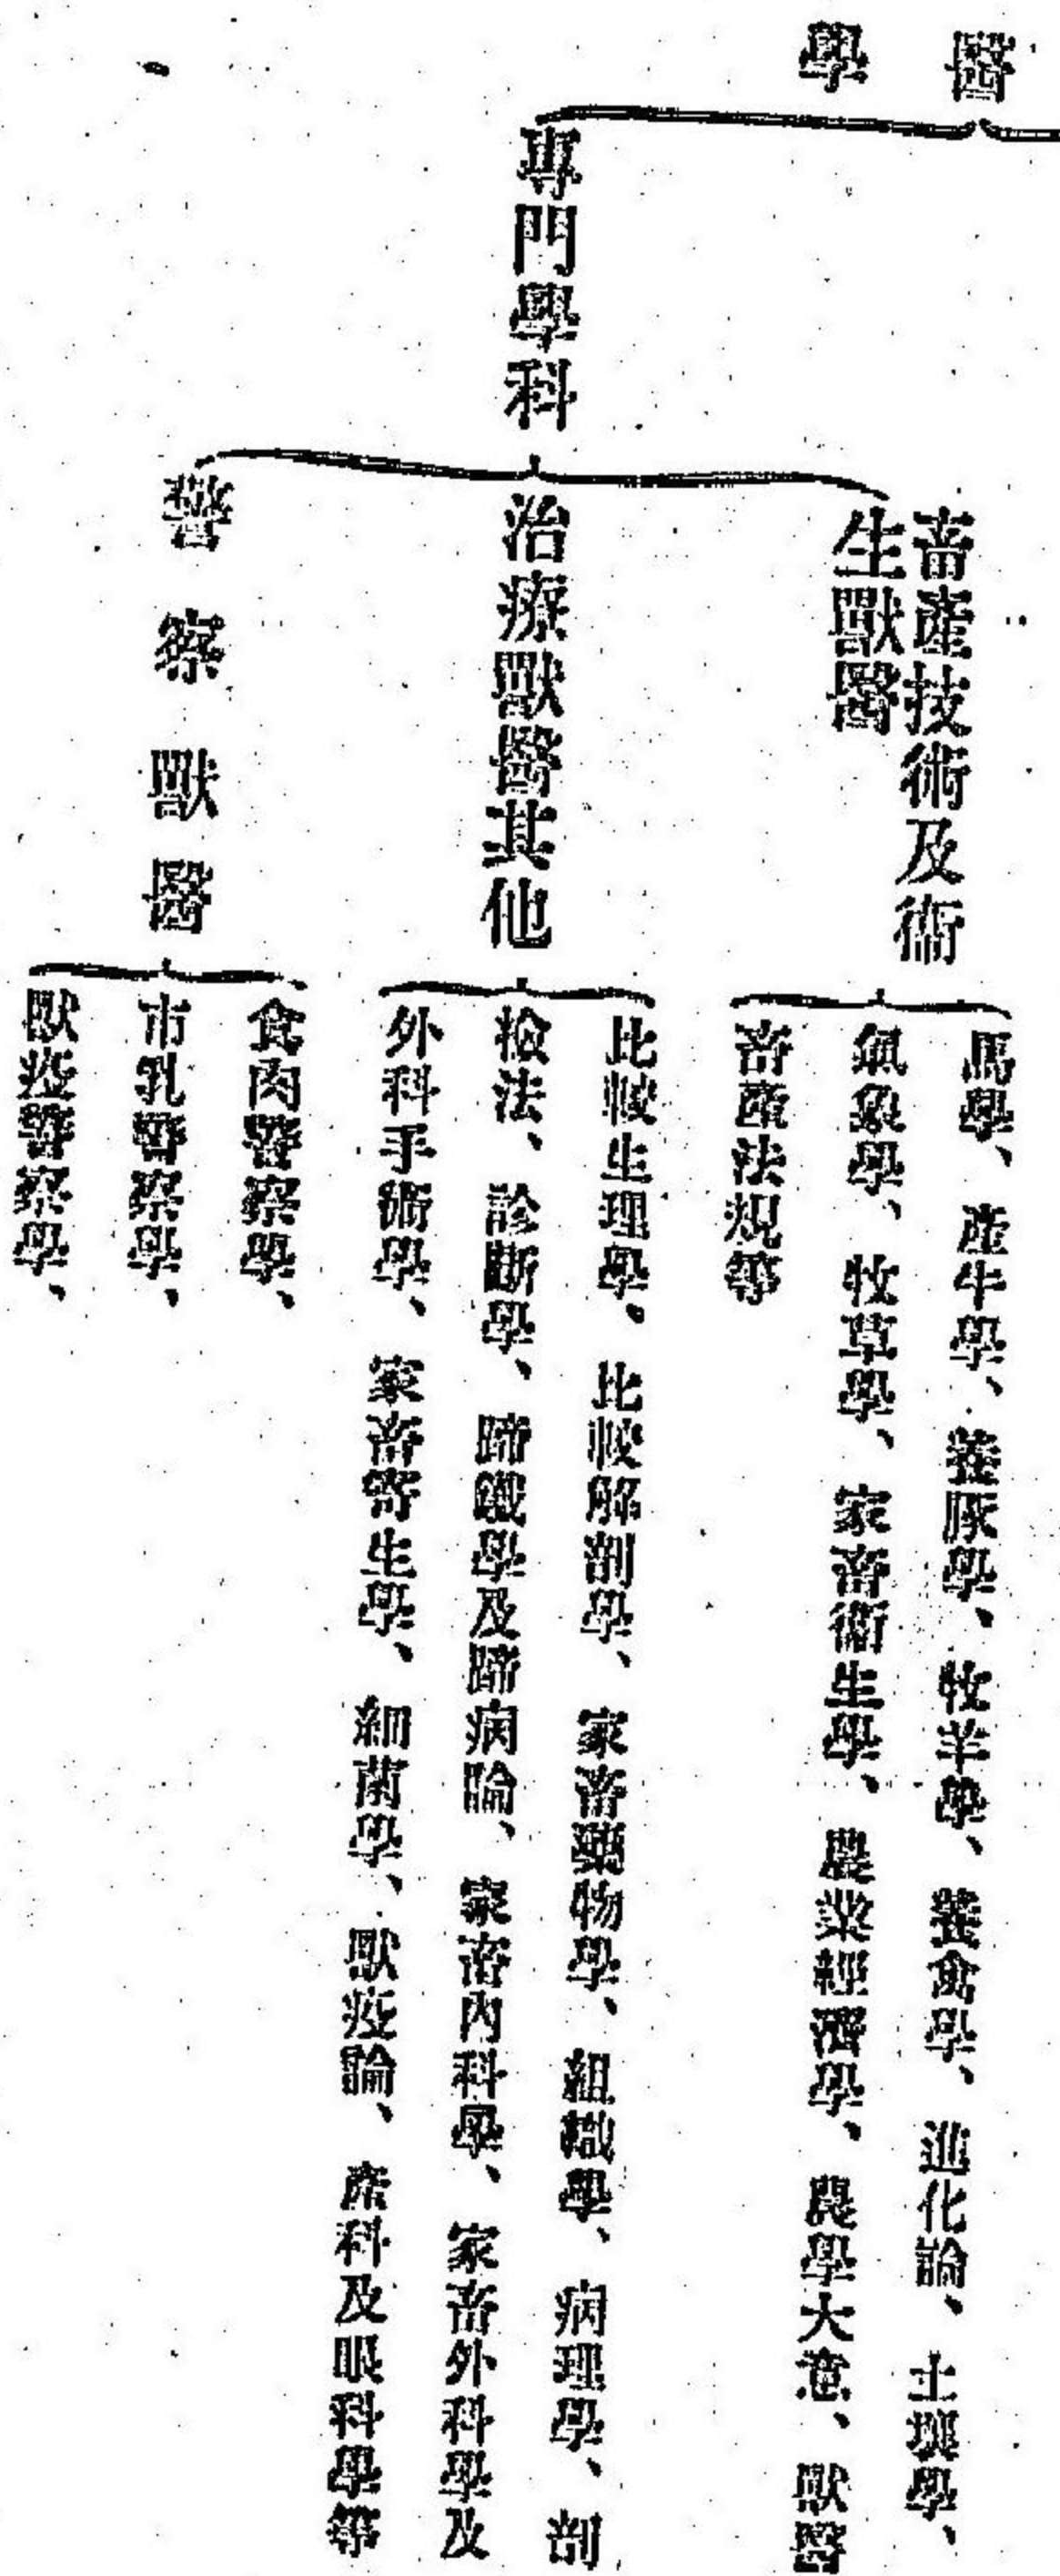 醫學
專門學科
畜產技術及衞
生獸醫
馬學、產牛學、養豚學、牧羊學、養禽學、進化論、土壤學、
氣象學、牧草學、家畜衞生學、農業經濟學、農學大意、獸醫
畜產法規等
治療獸醫其他
比較生理學、比較解剖學、家畜藥物學、組織學、病理學、剖
檢法、診斷學、蹄鐵學及蹄病論、家畜內科學、家畜外科學及
外科手術學、家畜寄生學、細菌學、獸疫論、產科及眼科學等
警察獸醫
食肉警察學、
市乳警察學、
獸疫警察學、